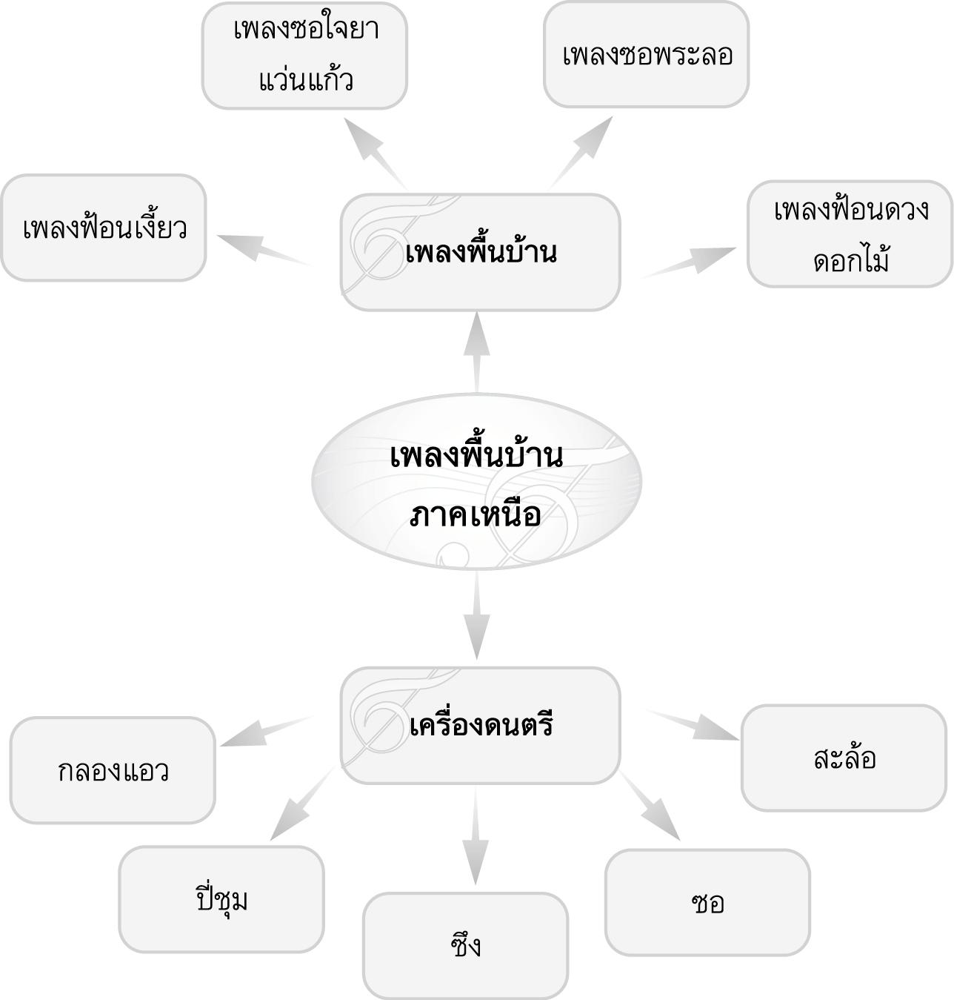 เพลงซอใจยา
แว่นแก้ว
เพลงซอพระลอ
เพลงฟ้อนเงี้ยว
เพลงพื้นบ้าน
เพลงฟ้อนดวง
ดอกไม้
เพลงพื้นบ้าน
ภาคเหนือ
เครื่องดนตรี
กลองแอว
สะล้อ
ปี่ชุม
ซึง
ซอ